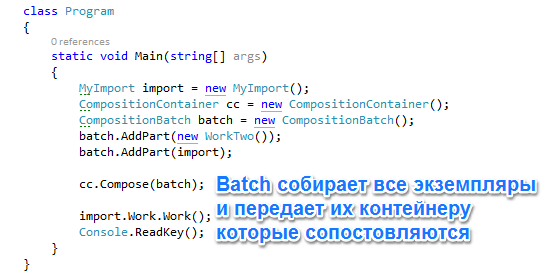 class Program
{
0 references
static void Main(string[] args)
{
MyImport import = new MyImport();
CompositionContainer cc = new CompositionContainer();
CompositionBatch batch = new CompositionBatch();
batch.AddPart(new WorkTwo());
batch.AddPart(import);
cc.Compose(batch);
Batch собирает все экземпляры
и передает их контейнеру
которые сопостовляются
import.Work.Work();
Console.ReadKey();
}
}